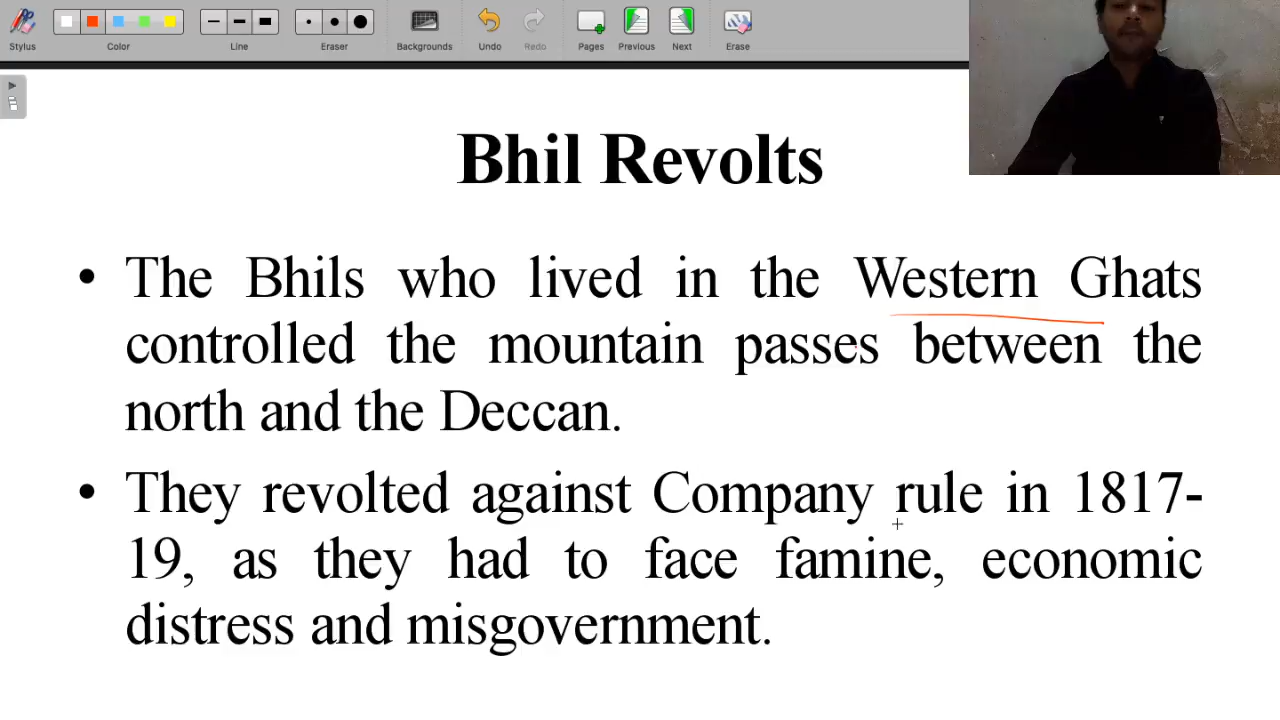 Stylus Color Line Eraser Backgrounds Undo Redo Pages Previous Next Erase
Bhil Revolts
• The Bhils who lived in the Western Ghats
controlled the mountain passes between the
north and the Deccan.
• They revolted against Company rule in 1817-
19, as they had to face famine, economic
distress and misgovernment.